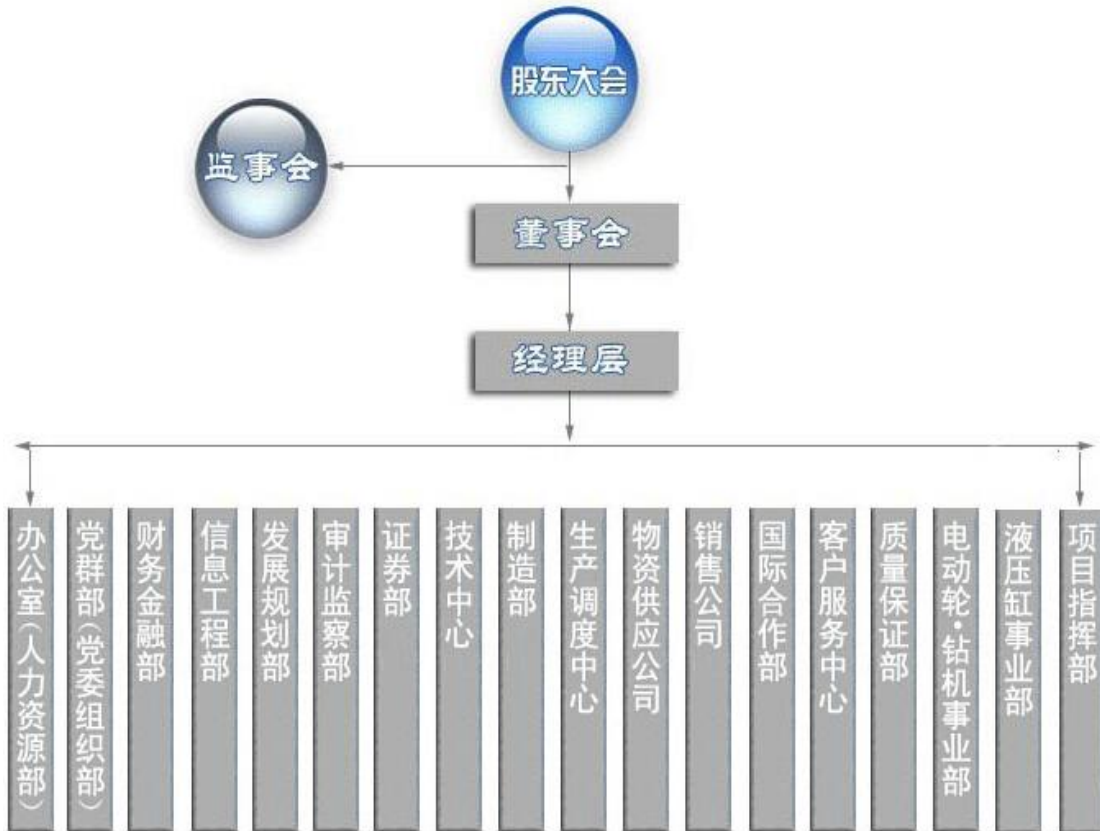 股东大会
监事会
董事会
经理层
办公室(人力资源部)
党群部(党委组织部)
财务金融部
信息工程部
发展规划部
审计监察部
证券部
技术中心
制造部
生产调度中心
物资供应公司
销售公司
国际合作部
客户服务中心
质量保证部
电动轮·钻机事业部
液压缸事业部
项目指挥部